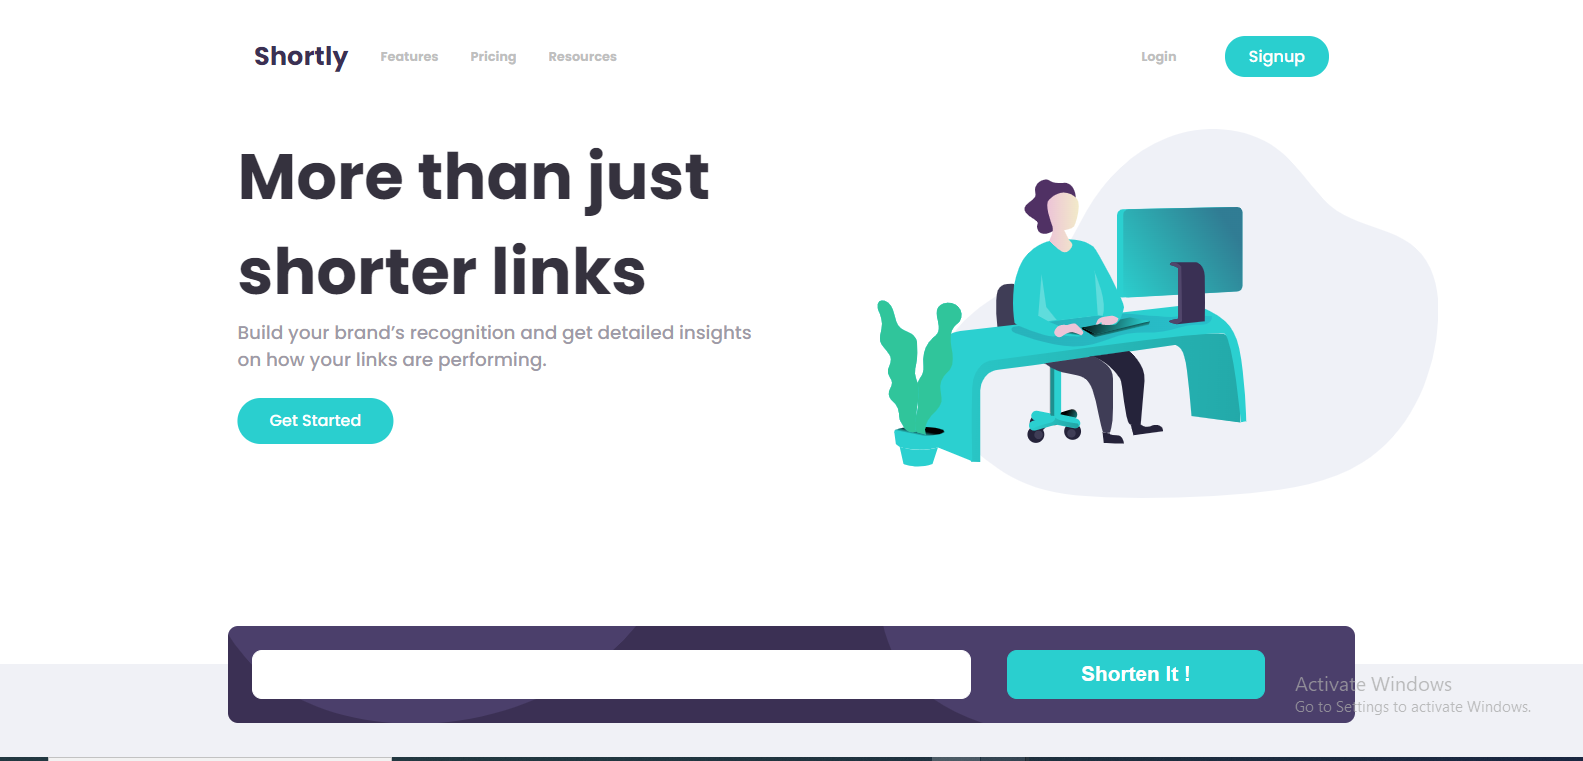 Shortly
Features
Pricing
Resources
Login
Signup
More than just
shorter links
Build your brand’s recognition and get detailed insights
on how your links are performing.
Get Started
Shorten It !
Activate Windows
Go to Settings to activate Windows.